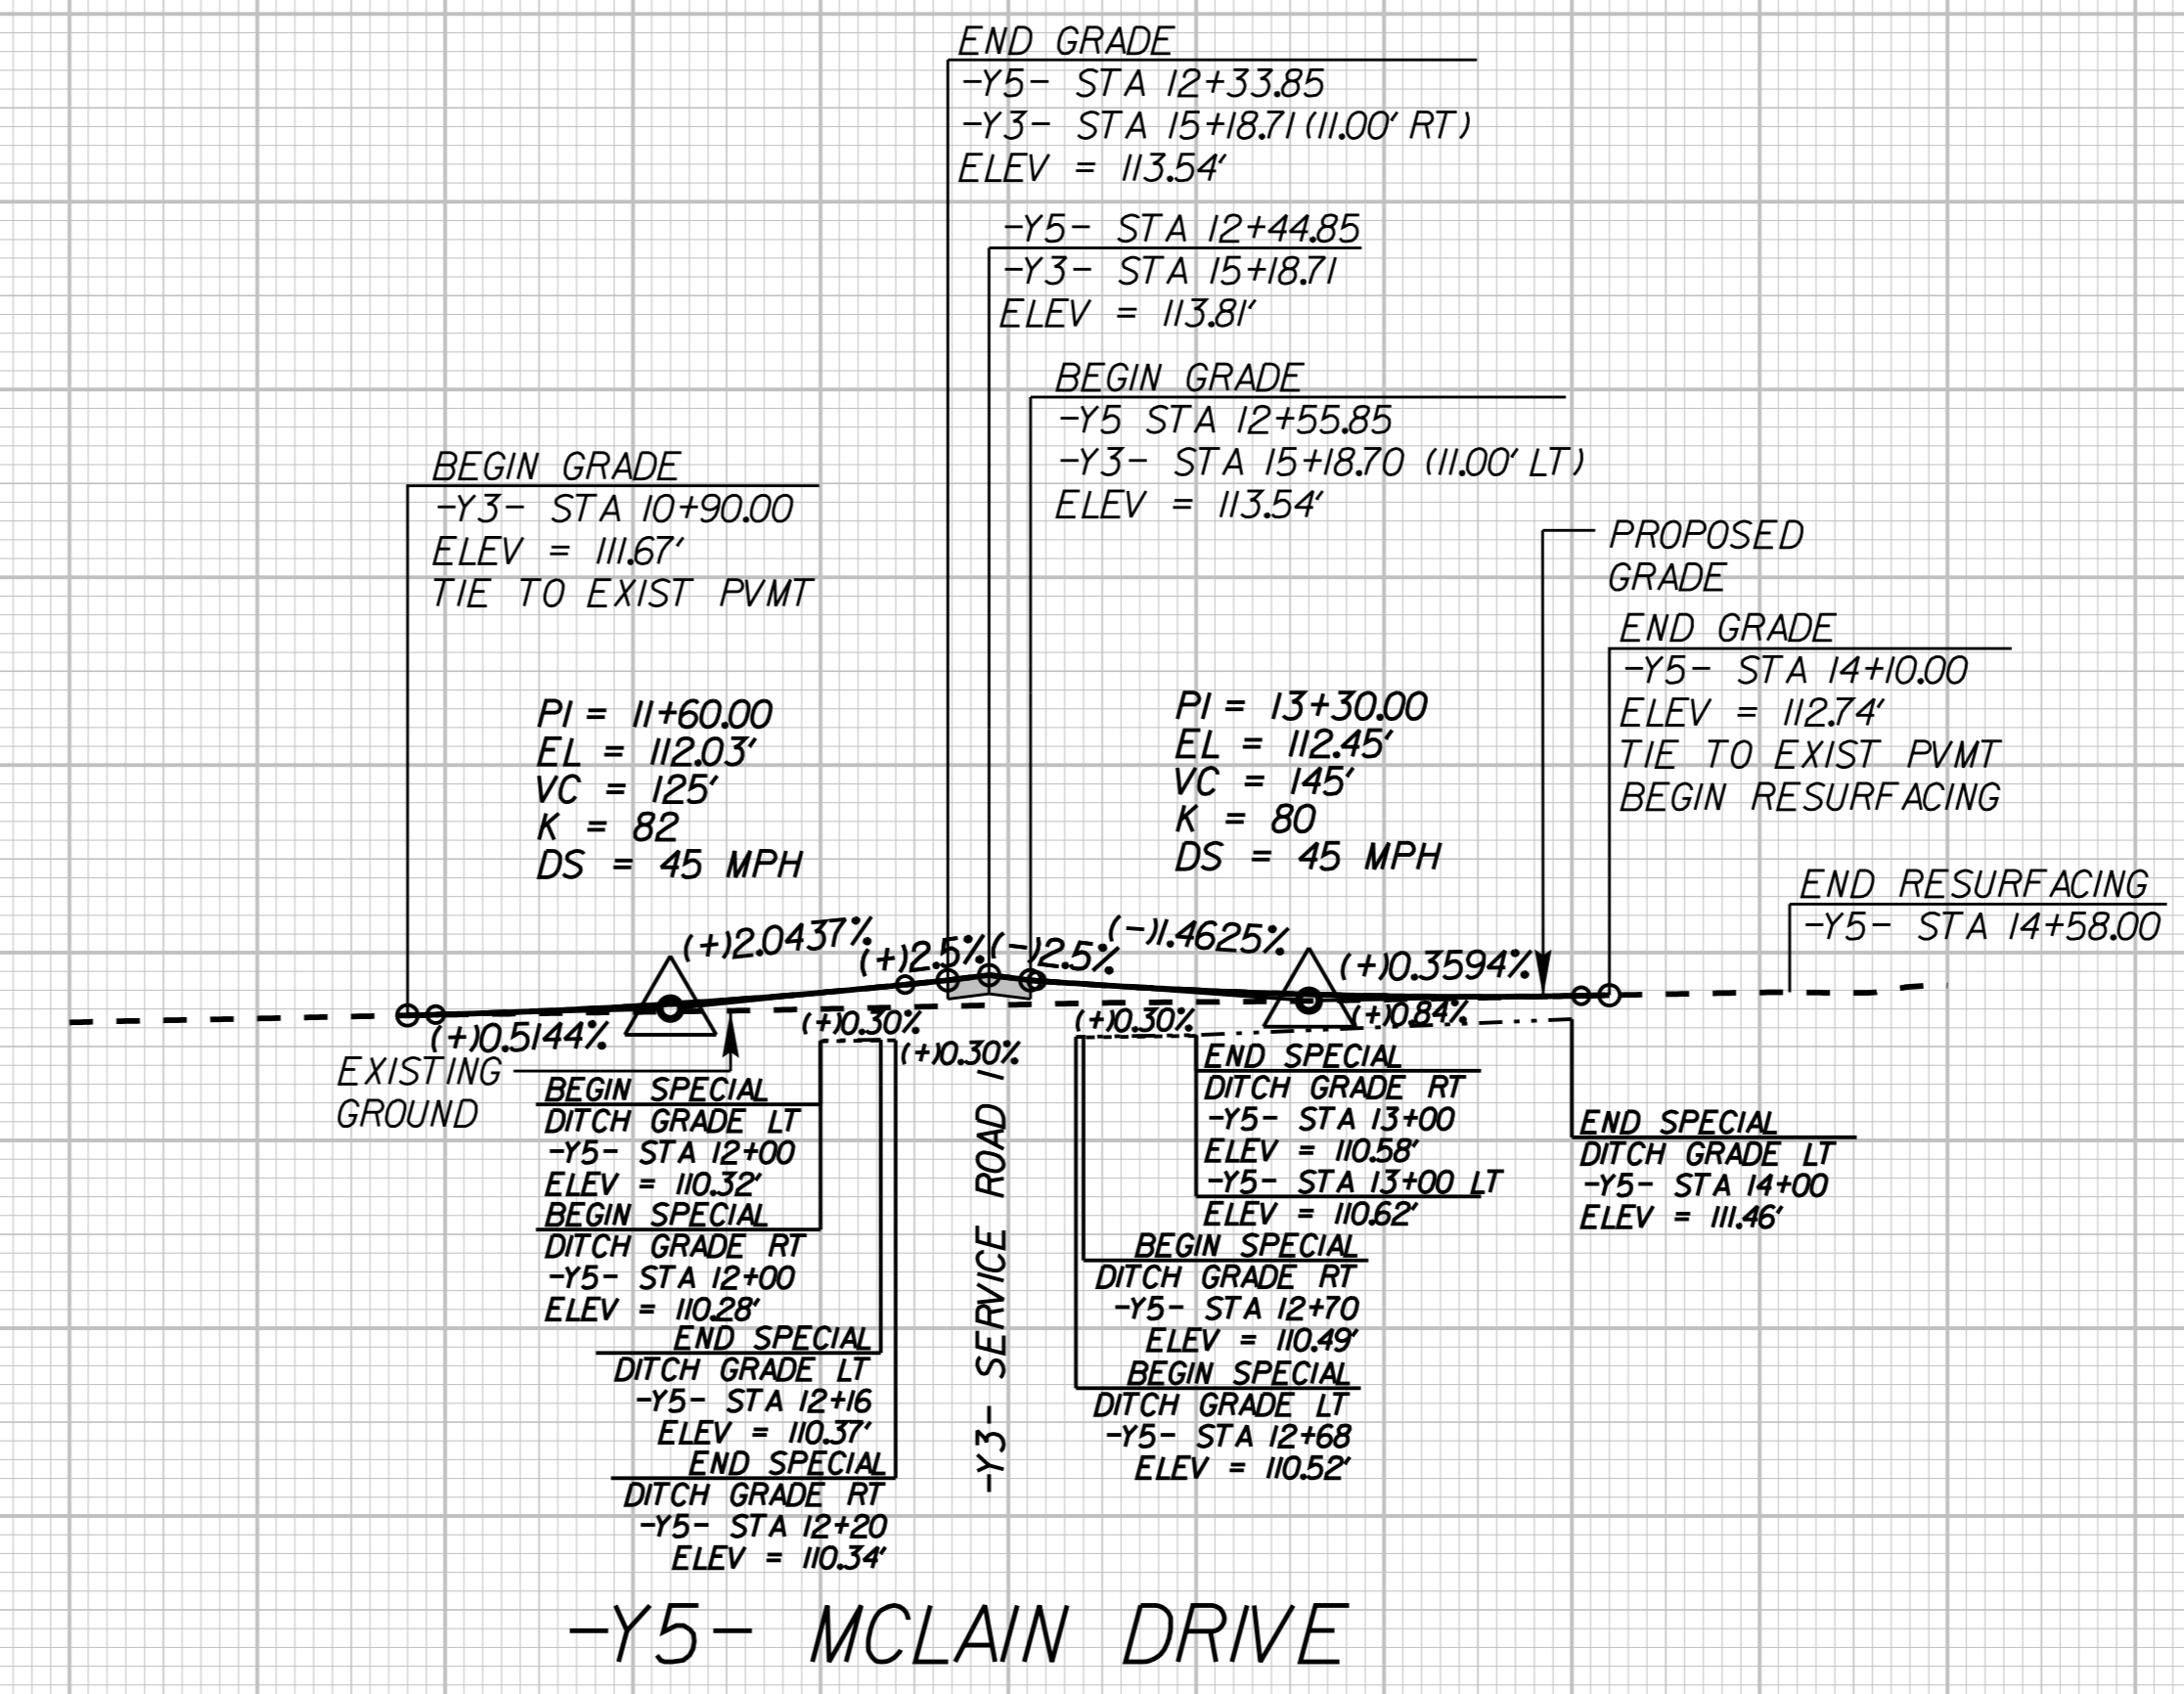 END GRADE
-Y5- STA 12+33.85
-Y3- STA 15+18.71 (11.00' RT)
ELEV = 113.54'
-Y5- STA 12+44.85
-Y3- STA 15+18.71
ELEV = 113.81'
BEGIN GRADE
-Y5 STA 12+55.85
-Y3- STA 15+18.70 (11.00' LT)
ELEV = 113.54'
BEGIN GRADE
-Y3- STA 10+90.00
ELEV = 111.67'
TIE TO EXIST PVMT
PROPOSED
GRADE
END GRADE
-Y5- STA 14+10.00
ELEV = 112.74'
TIE TO EXIST PVMT
BEGIN RESURFACING
PI = 11+60.00
EL = 112.03'
VC = 125'
K = 82
DS = 45 MPH
PI = 13+30.00
EL = 112.45'
VC = 145'
K = 80
DS = 45 MPH
END RESURFACING
-Y5- STA 14+58.00
(+)0.5144%
(+)2.0437%
(+)2.5%
(-)2.5%
(-)1.4625%
(+)0.3594%
(+)0.30%
(+)0.30%
(+)0.30%
(+)0.84%
EXISTING
GROUND
BEGIN SPECIAL
DITCH GRADE LT
-Y5- STA 12+00
ELEV = 110.32'
BEGIN SPECIAL
DITCH GRADE RT
-Y5- STA 12+00
ELEV = 110.28'
END SPECIAL
DITCH GRADE LT
-Y5- STA 12+16
ELEV = 110.37'
END SPECIAL
DITCH GRADE RT
-Y5- STA 12+20
ELEV = 110.34'
-Y3- SERVICE ROAD 1
END SPECIAL
DITCH GRADE RT
-Y5- STA 13+00
ELEV = 110.58'
-Y5- STA 13+00 LT
ELEV = 110.62'
BEGIN SPECIAL
DITCH GRADE RT
-Y5- STA 12+70
ELEV = 110.49'
BEGIN SPECIAL
DITCH GRADE LT
-Y5- STA 12+68
ELEV = 110.52'
END SPECIAL
DITCH GRADE LT
-Y5- STA 14+00
ELEV = 111.46'
-Y5- MCLAIN DRIVE